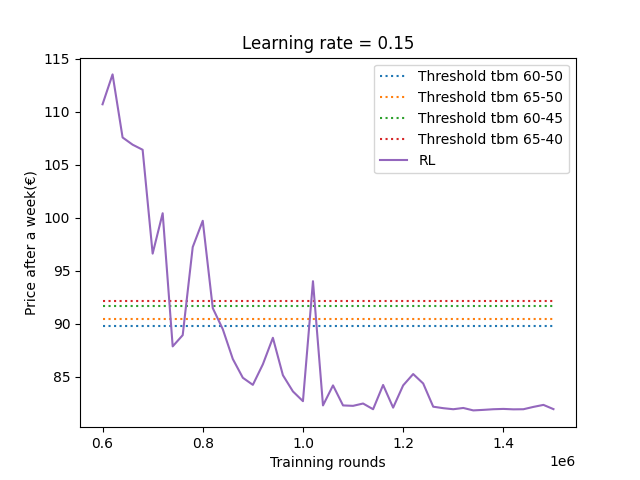 Learning rate = 0.15
Threshold tbm 60-50
Threshold tbm 65-50
Threshold tbm 60-45
Threshold tbm 65-40
RL
Price after a week(€)
115
110
105
100
95
90
85
0.6
0.8
1.0
1.2
1.4
1e6
Trainning rounds